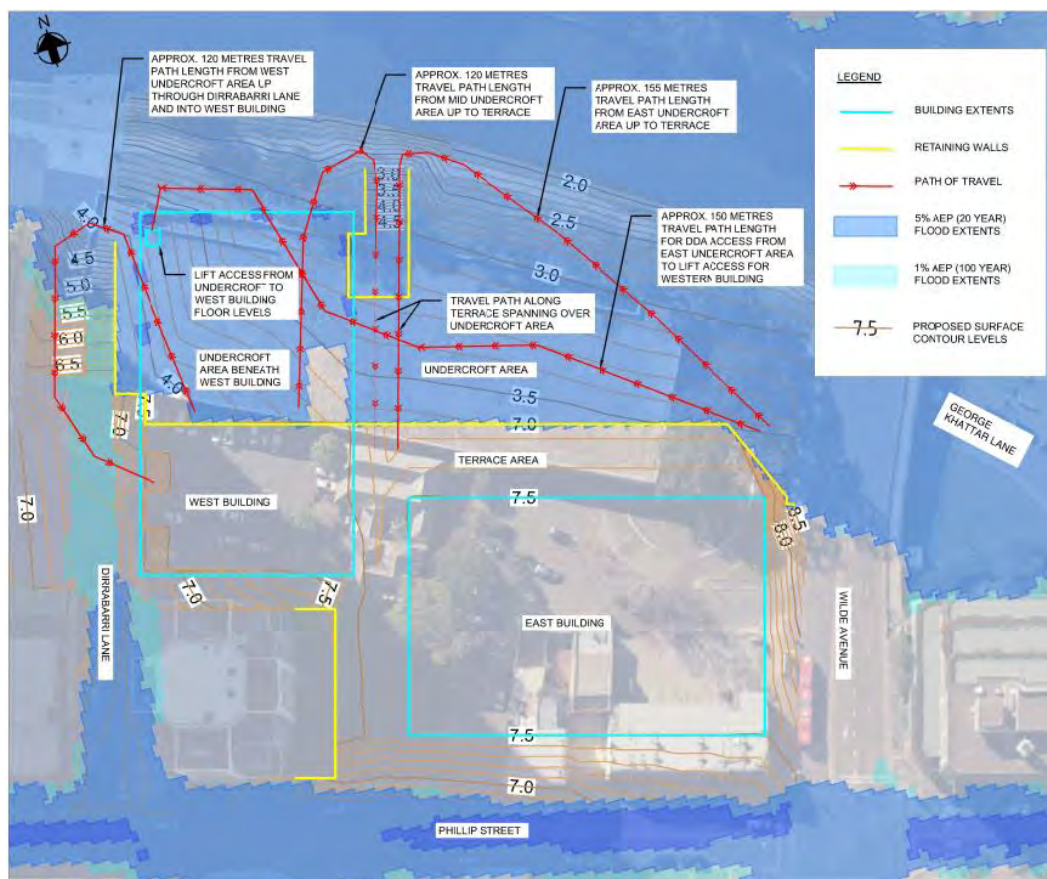 N
APPROX. 120 METRES TRAVEL
PATH LENGTH FROM WEST
UNDERCROFT AREA UP
THROUGH DIRRABARRI LANE
AND INTO WEST BUILDING
APPROX. 120 METRES
TRAVEL PATH LENGTH
FROM MID UNDERCROFT
AREA UP TO TERRACE
APPROX. 155 METRES
TRAVEL PATH LENGTH
FROM EAST UNDERCROFT
AREA UP TO TERRACE
LEGEND
BUILDING EXTENTS
RETAINING WALLS
PATH OF TRAVEL
5% AEP (20 YEAR)
FLOOD EXTENTS
1% AEP (100 YEAR)
FLOOD EXTENTS
7.5
PROPOSED SURFACE
CONTOUR LEVELS
3.0
3.5
4.0
4.5
2.0
2.5
3.0
4.0
4.5
5.0
5.5
6.0
6.5
APPROX. 150 METRES
TRAVEL PATH LENGTH
FOR DDA ACCESS FROM
EAST UNDERCROFT AREA
TO LIFT ACCESS FOR
WESTERN BUILDING
LIFT ACCESS FROM
UNDERCROFT TO
WEST BUILDING
FLOOR LEVELS
TRAVEL PATH ALONG
TERRACE SPANNING OVER
UNDERCROFT AREA
UNDERCROFT
AREA BENEATH
WEST BUILDING
UNDERCROFT AREA
4.0
3.5
7.5
7.0
7.0
GEORGE
KHATTAR LANE
TERRACE AREA
WEST BUILDING
7.5
7.0
8.5
8.0
7.0
7.5
DIRRABARRI LANE
EAST BUILDING
WILDE AVENUE
7.5
7.0
PHILLIP STREET